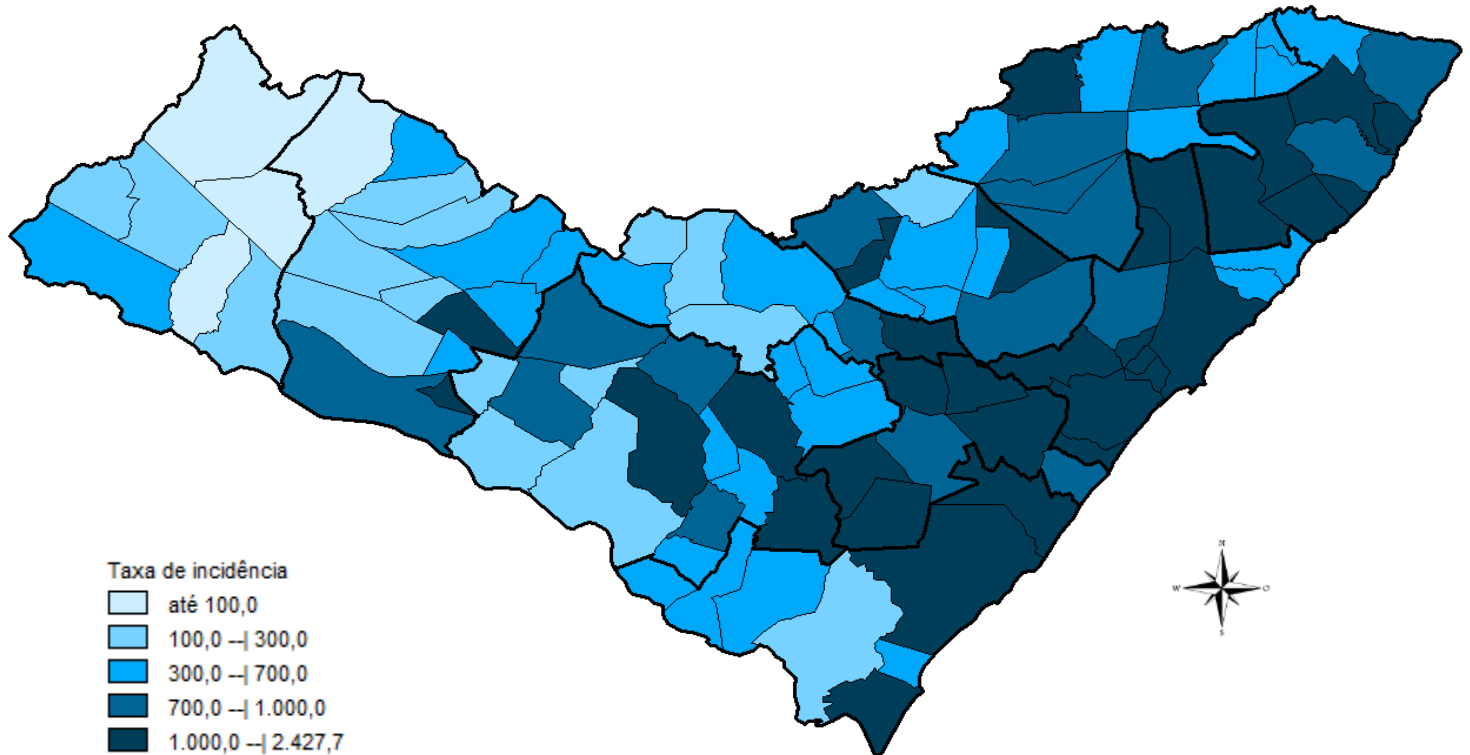 Taxa de incidência
até 100,0
100,0 --| 300,0
300,0 --| 700,0
700,0 --| 1.000,0
1.000,0 --| 2.427,7
N
W
O
S